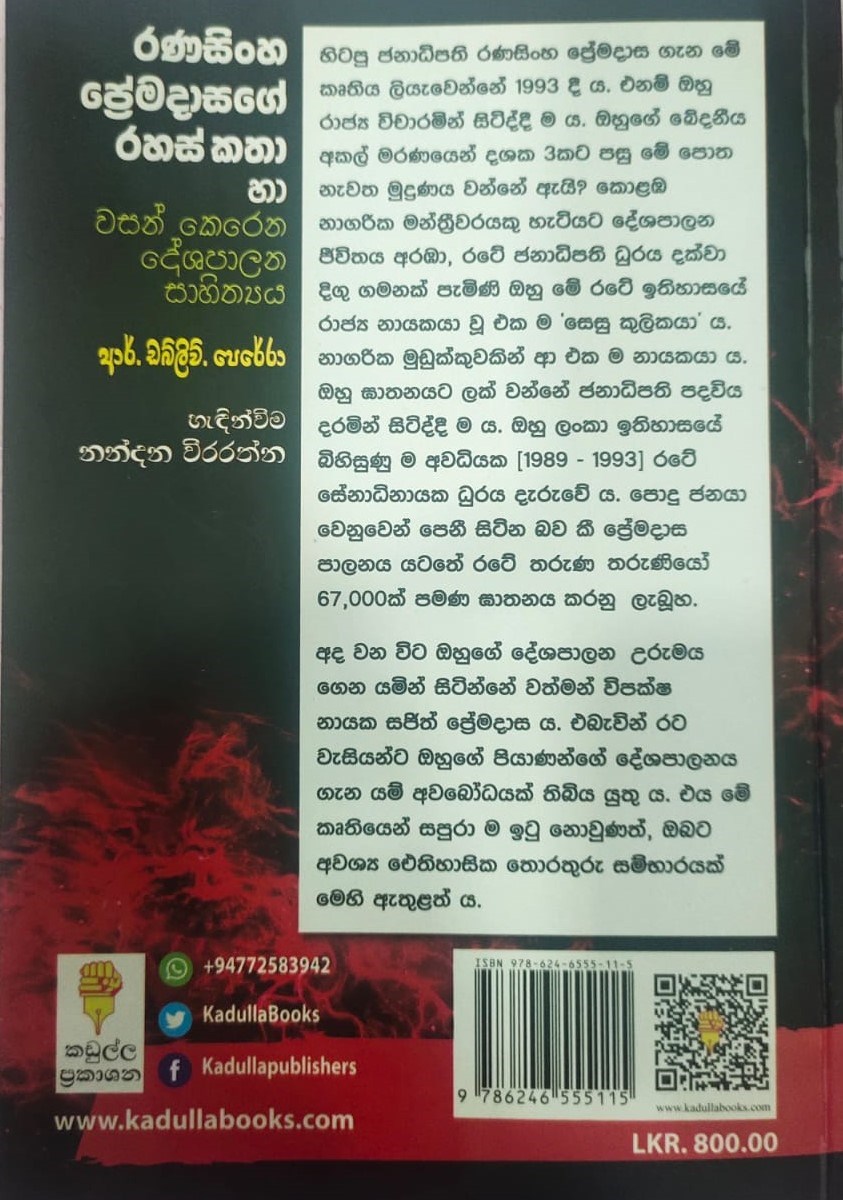 රණසිංහ
ප්‍රේමදාසගේ
රහස් කතා
හා
වසන් කෙරෙන
දේශපාලන
සාහිත්‍යය
ආර්. ඩබ්ලිව්. පෙරේරා
හැඳින්වීම
නන්දන වීරරත්න
හිටපු ජනාධිපති රණසිංහ ප්‍රේමදාස ගැන මේ
කෘතිය ලියැවෙන්නේ 1993 දී ය. එනම් ඔහු
රාජ්‍ය විචාරමින් සිටිද්දී ම ය. ඔහුගේ ඛේදනීය
අකල් මරණයෙන් දශක 3කට පසු මේ පොත
නැවත මුද්‍රණය වන්නේ ඇයි? කොළඹ
නාගරික මන්ත්‍රීවරයකු හැටියට දේශපාලන
ජීවිතය අරඹා, රටේ ජනාධිපති ධුරය දක්වා
දිගු ගමනක් පැමිණි ඔහු මේ රටේ ඉතිහාසයේ
රාජ්‍ය නායකයා වූ එක ම 'සෙසු කුලිකයා' ය.
නාගරික මුඩුක්කුවකින් ආ එක ම නායකයා ය.
ඔහු ඝාතනයට ලක් වන්නේ ජනාධිපති පදවිය
දරමින් සිටිද්දී ම ය. ඔහු ලංකා ඉතිහාසයේ
බිහිසුණු ම අවධියක [1989 - 1993] රටේ
සේනාධිනායක ධුරය දැරුවේ ය. පොදු ජනයා
වෙනුවෙන් පෙනී සිටින බව කී ප්‍රේමදාස
පාලනය යටතේ රටේ තරුණ තරුණියෝ
67,000ක් පමණ ඝාතනය කරනු ලැබූහ.
අද වන විට ඔහුගේ දේශපාලන උරුමය
ගෙන යමින් සිටින්නේ වත්මන් විපක්ෂ
නායක සජිත් ප්‍රේමදාස ය. එබැවින් රට
වැසියන්ට ඔහුගේ පියාණන්ගේ දේශපාලනය
ගැන යම් අවබෝධයක් තිබිය යුතු ය. එය මේ
කෘතියෙන් සපුරා ම ඉටු නොවුණත්, ඔබට
අවශ්‍ය ඓතිහාසික තොරතුරු සම්භාරයක්
මෙහි ඇතුළත් ය.
කඩුල්ල
ප්‍රකාශන
+94772583942
KadullaBooks
Kadullapublishers
www.kadullabooks.com
ISBN 978-624-6555-11-5
9 786246 555115
www.kadullabooks.com
LKR. 800.00